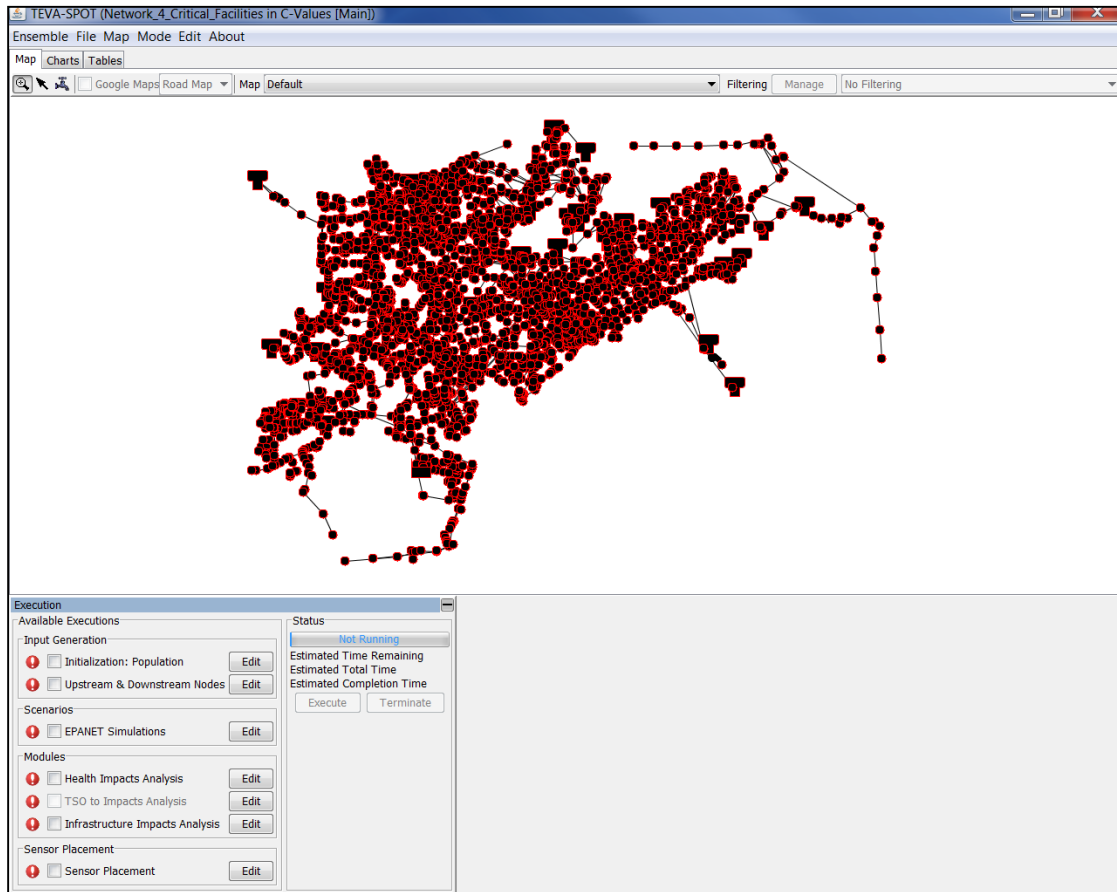 TEVA-SPOT (Network_4_Critical_Facilities in C-Values [Main])
Ensemble File Map Mode Edit About
Map Charts Tables
Google Maps Road Map Map Default Filtering Manage No Filtering
Execution
Available Executions
Input Generation
Initialization: Population Edit
Upstream & Downstream Nodes Edit
Scenarios
EPANET Simulations Edit
Modules
Health Impacts Analysis Edit
TSO to Impacts Analysis Edit
Infrastructure Impacts Analysis Edit
Sensor Placement
Sensor Placement Edit
Status
Not Running
Estimated Time Remaining
Estimated Total Time
Estimated Completion Time
Execute Terminate